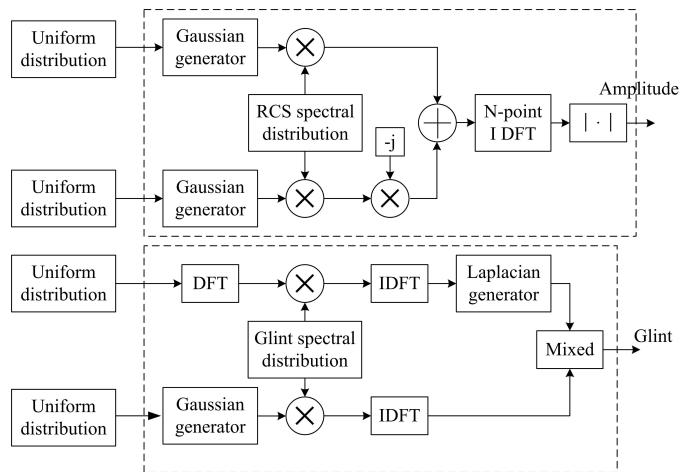 Uniform
distribution
Gaussian
generator
RCS spectral
distribution
-j
N-point
I DFT
| · |
Amplitude
Uniform
distribution
Gaussian
generator
Uniform
distribution
DFT
IDFT
Laplacian
generator
Glint spectral
distribution
Mixed
Glint
Uniform
distribution
Gaussian
generator
IDFT